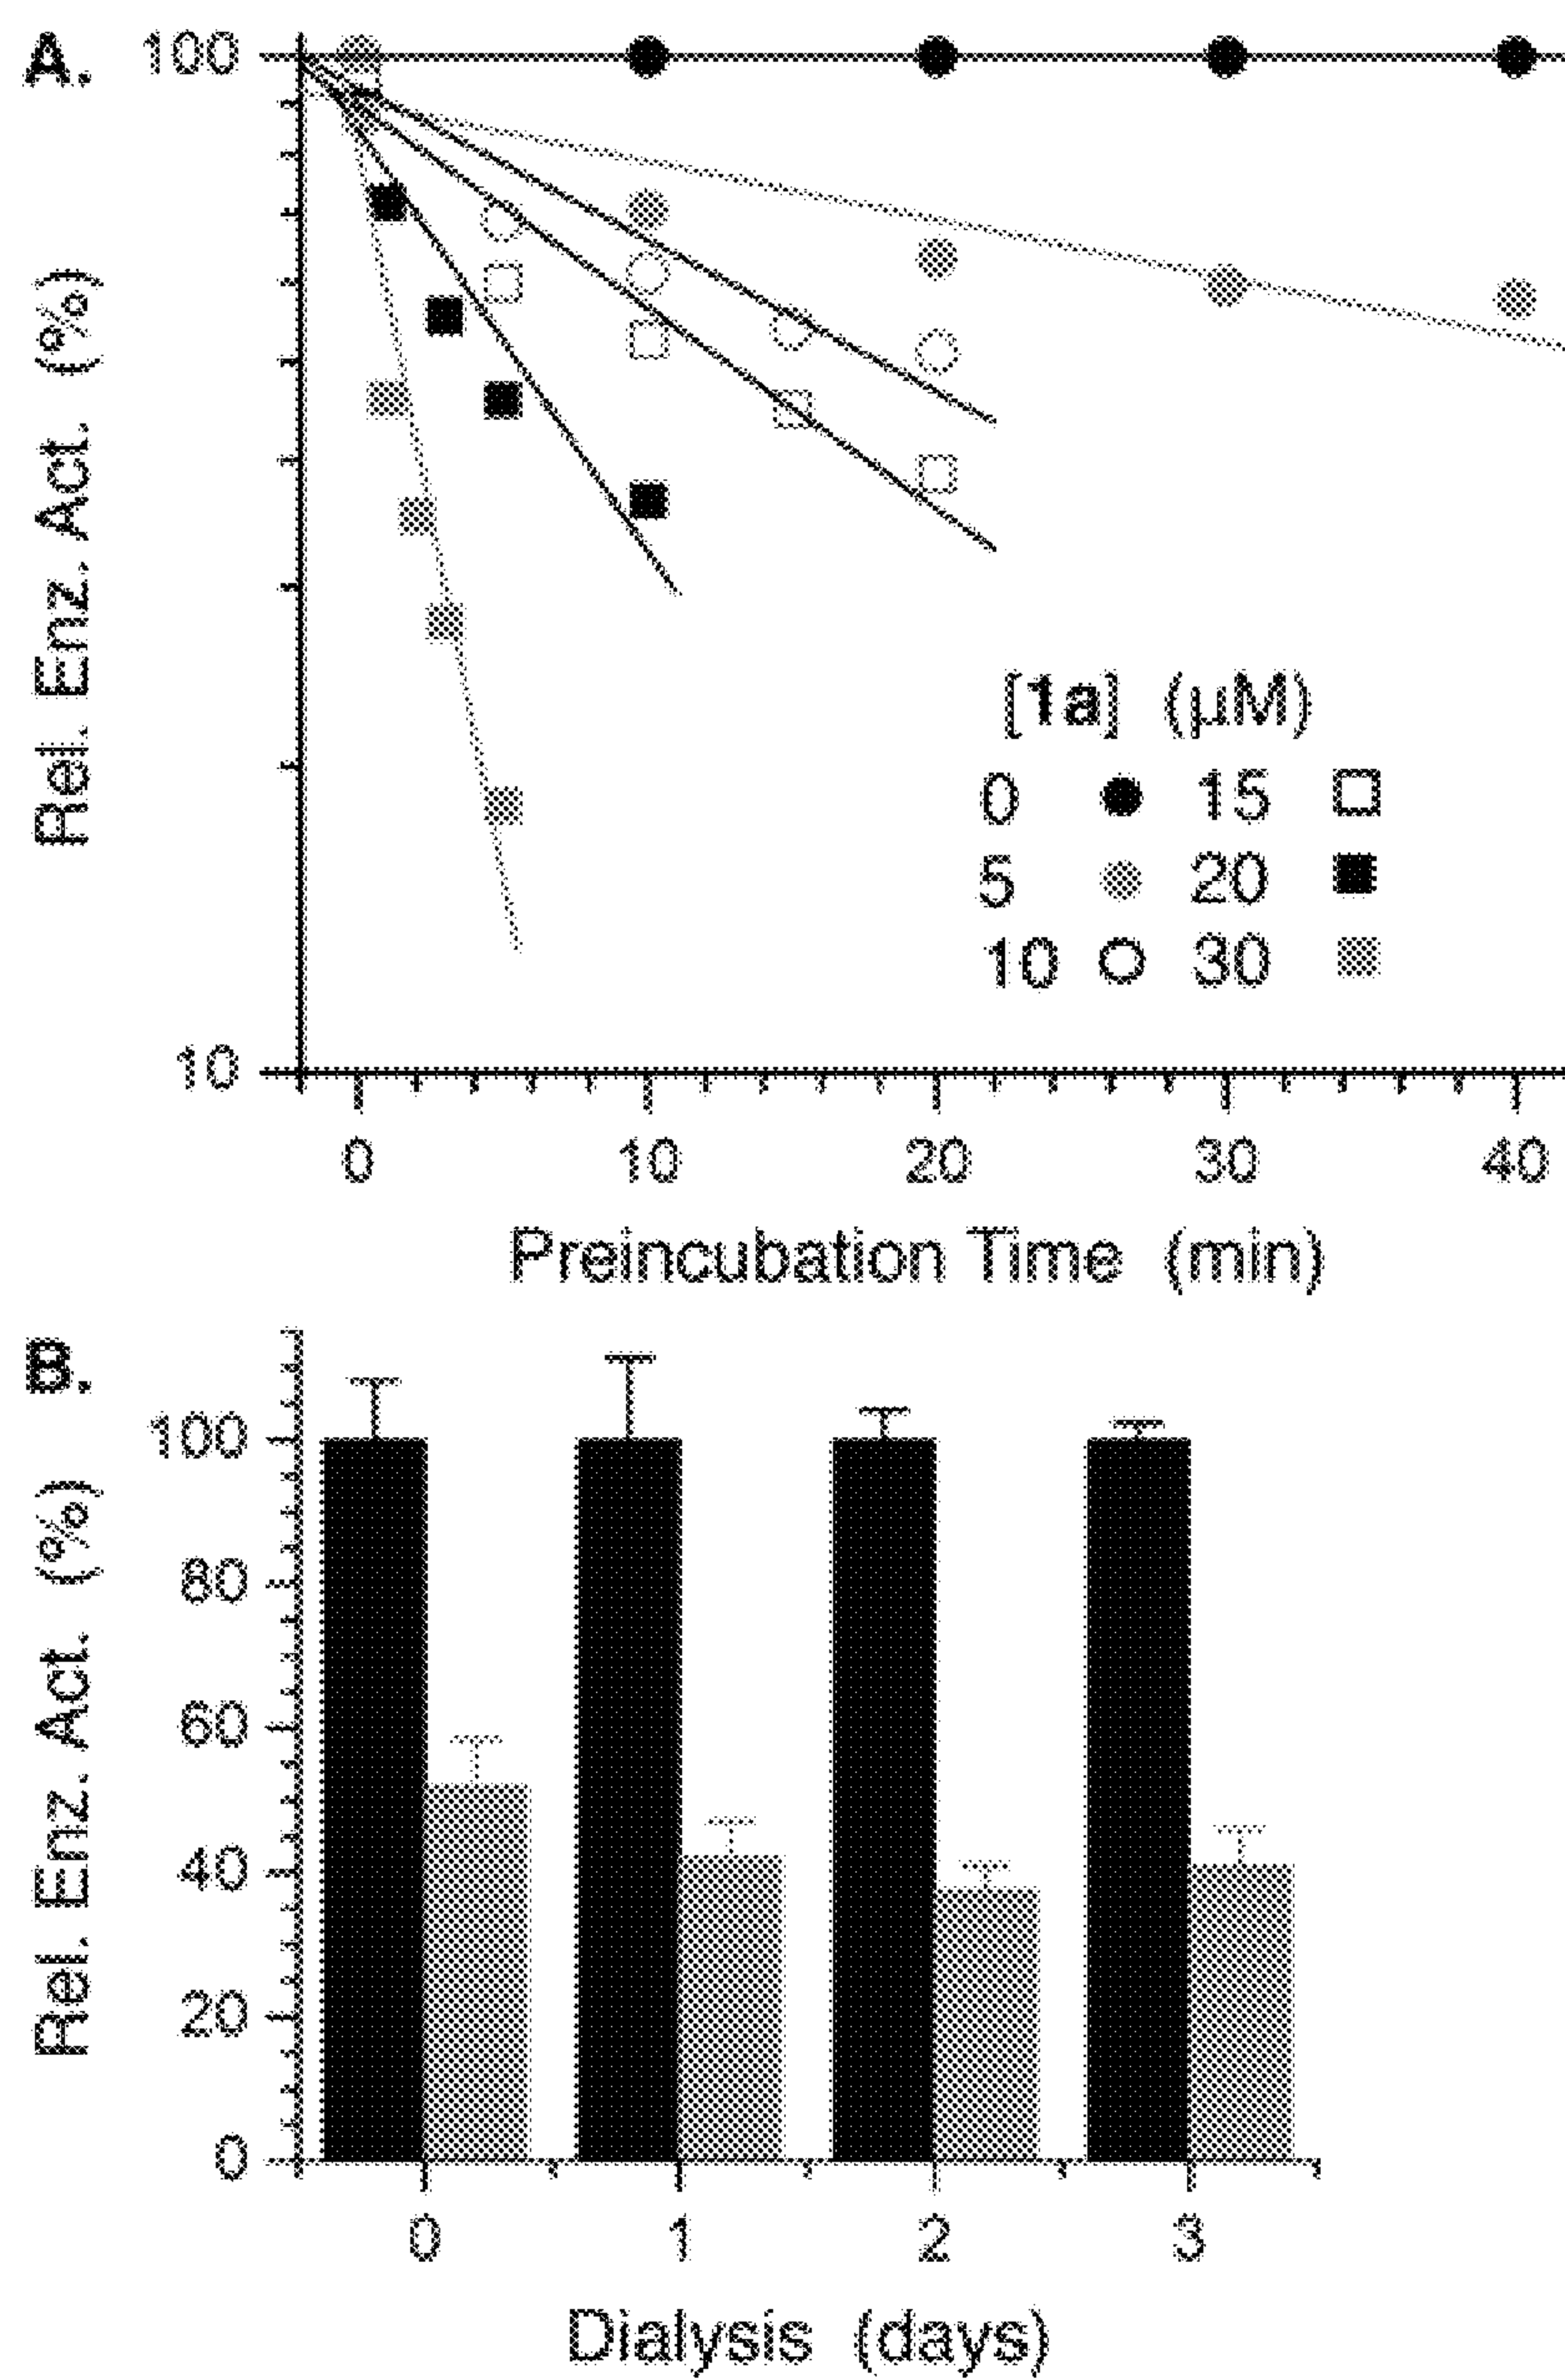 A.
100
Rel. Enz. Act. (%)
[1a] (µM)
0 15
5 20
10 30
10
0 10 20 30 40
Preincubation Time (min)
B.
100
80
60
40
20
0
Rel. Enz. Act. (%)
0 1 2 3
Dialysis (days)